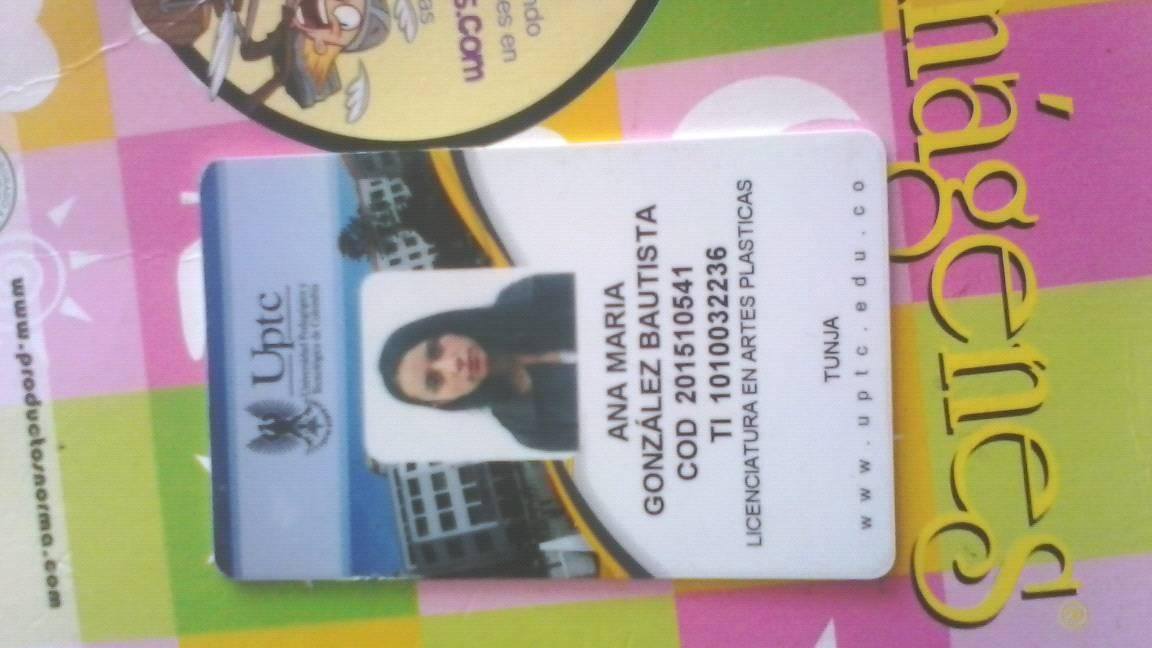 Uptc
Universidad Pedagógica y
Tecnológica de Colombia
ANA MARIA
GONZÁLEZ BAUTISTA
COD 201510541
TI 1010032236
LICENCIATURA EN ARTES PLASTICAS
TUNJA
www.uptc.edu.co
ndo
es en
s.com
as
www.productosnorma.com
mágenes